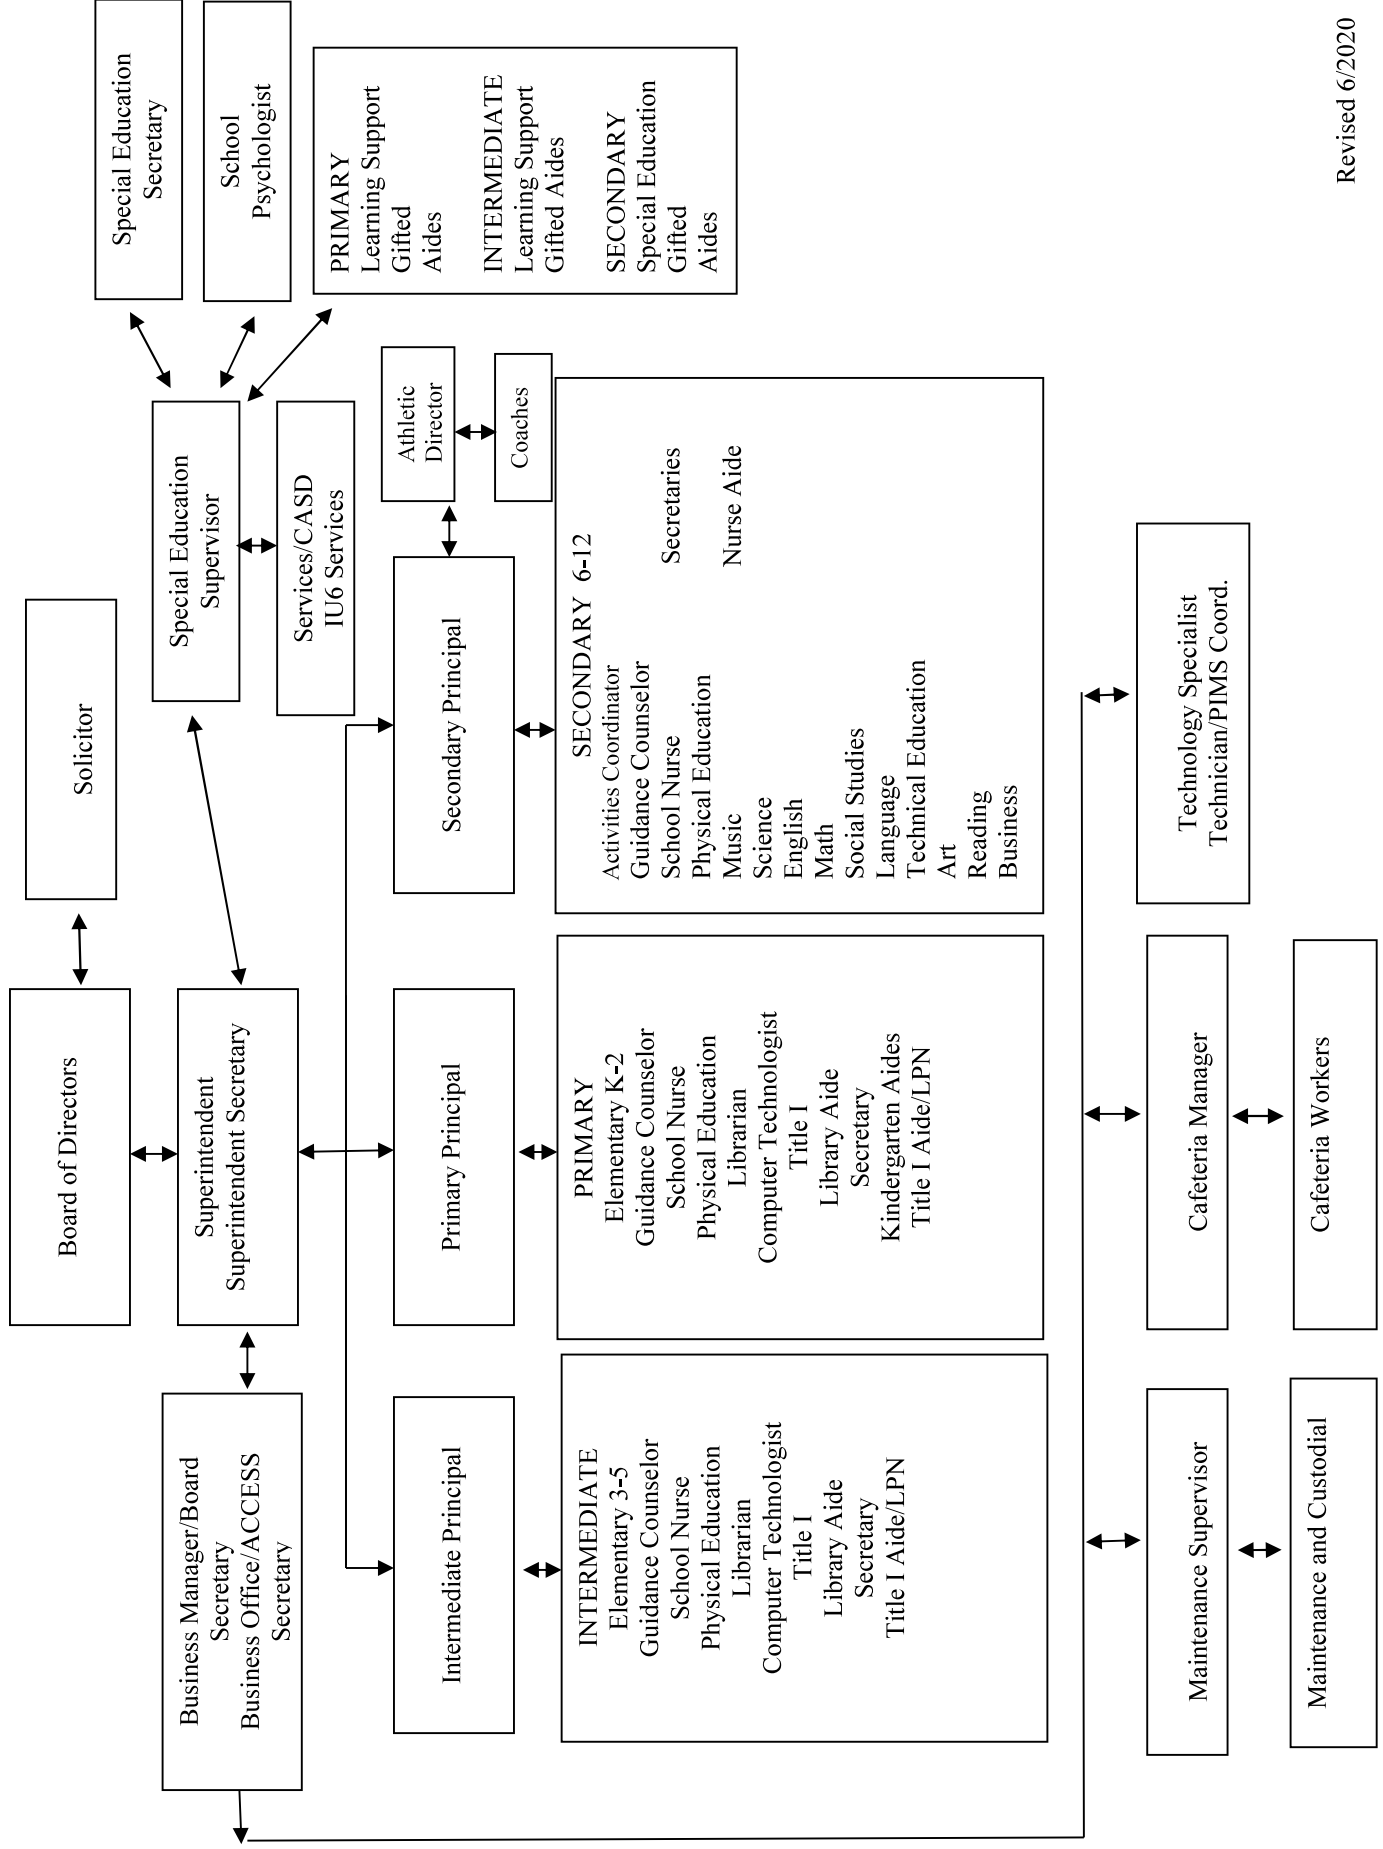 Board of Directors
Solicitor
Special Education
Secretary
School
Psychologist
Business Manager/Board
Secretary
Business Office/ACCESS
Secretary
Superintendent
Superintendent Secretary
Special Education
Supervisor
Services/CASD
IU6 Services
PRIMARY
Learning Support
Gifted
Aides
INTERMEDIATE
Learning Support
Gifted Aides
SECONDARY
Special Education
Gifted
Aides
Intermediate Principal
Primary Principal
Secondary Principal
Athletic
Director
Coaches
INTERMEDIATE
Elementary 3-5
Guidance Counselor
School Nurse
Physical Education
Librarian
Computer Technologist
Title I
Library Aide
Secretary
Title I Aide/LPN
PRIMARY
Elementary K-2
Guidance Counselor
School Nurse
Physical Education
Librarian
Computer Technologist
Title I
Library Aide
Secretary
Kindergarten Aides
Title I Aide/LPN
SECONDARY 6-12
Activities Coordinator
Guidance Counselor
School Nurse Secretaries
Physical Education
Music Nurse Aide
Science
English
Math
Social Studies
Language
Technical Education
Art
Reading
Business
Maintenance Supervisor
Cafeteria Manager
Technology Specialist
Technician/PIMS Coord.
Maintenance and Custodial
Cafeteria Workers
Revised 6/2020